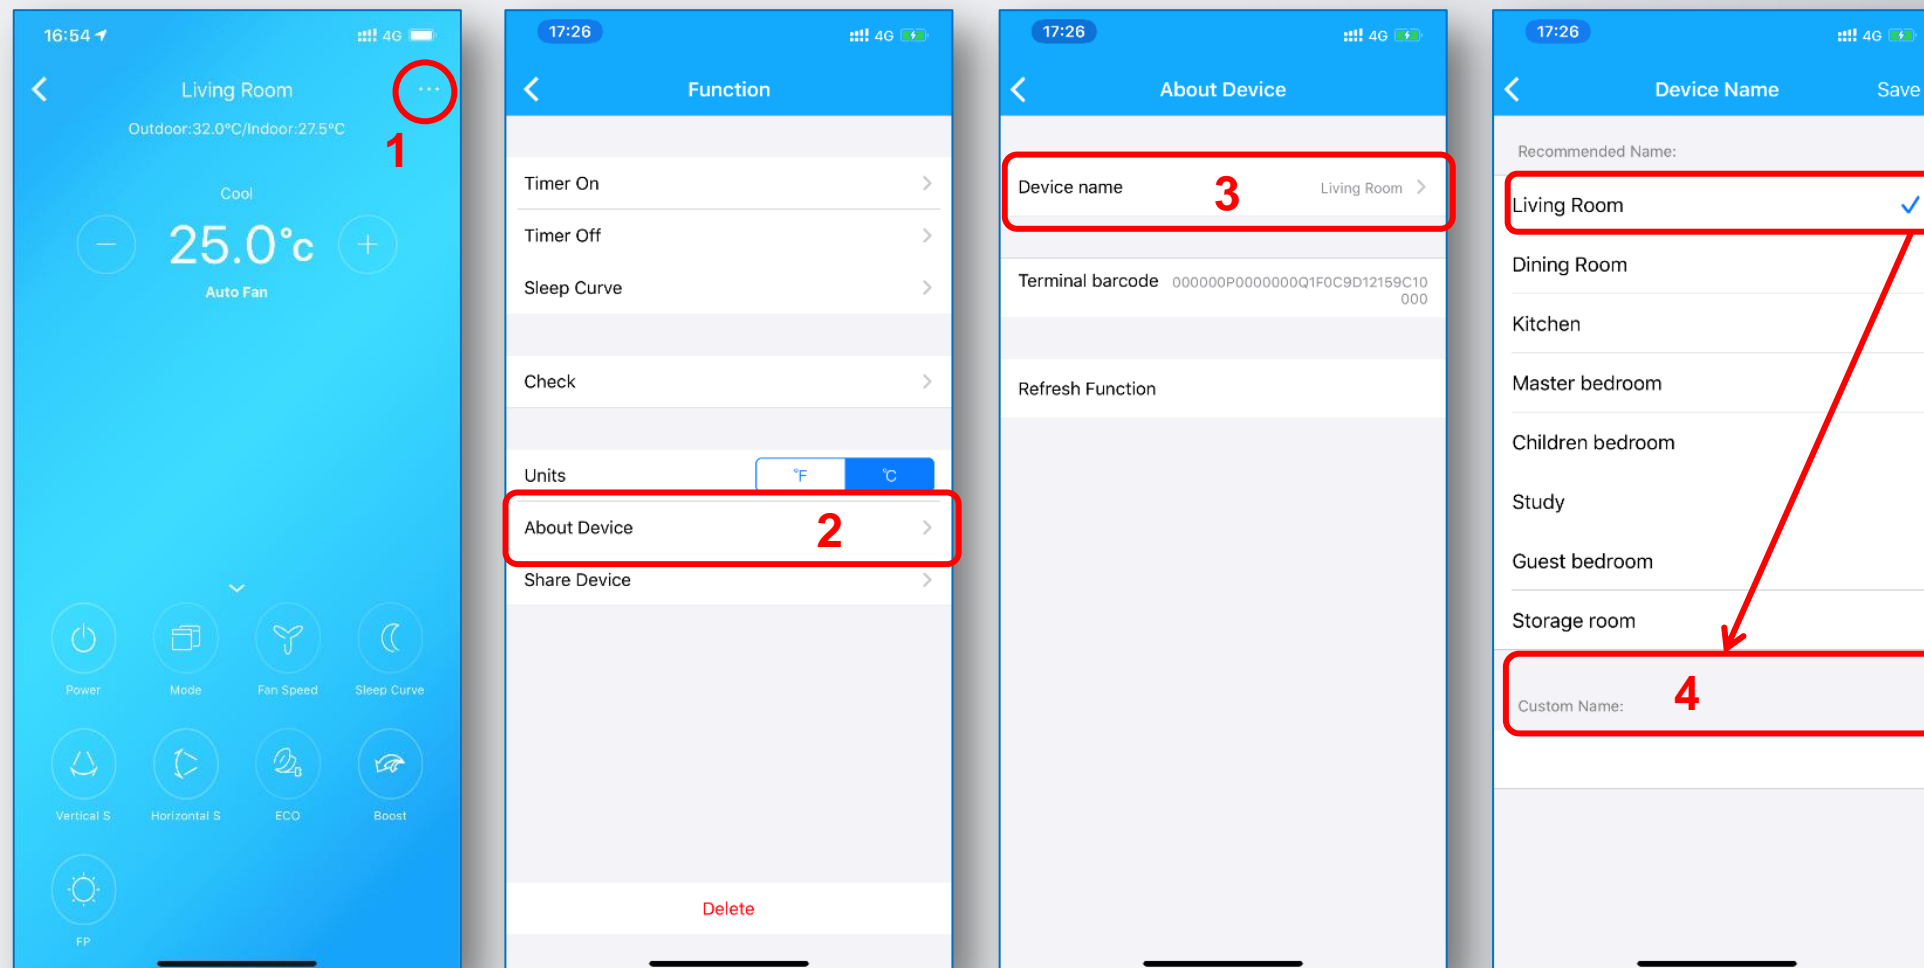 16:54
4G
Living Room
...
1
Outdoor:32.0°C/Indoor:27.5°C
Cool
25.0°c
Auto Fan
Power
Mode
Fan Speed
Sleep Curve
Vertical S
Horizontal S
ECO
Boost
FP
17:26
4G
Function
Timer On
Timer Off
Sleep Curve
Check
Units
°F
°C
About Device
2
Share Device
Delete
17:26
4G
About Device
Device name
3
Living Room
Terminal barcode 000000P0000000Q1F0C9D12159C10
000
Refresh Function
17:26
4G
Device Name
Save
Recommended Name:
Living Room
Dining Room
Kitchen
Master bedroom
Children bedroom
Study
Guest bedroom
Storage room
Custom Name:
4